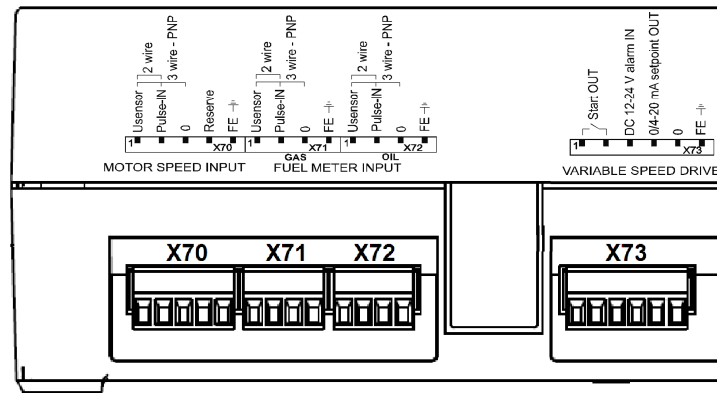 2 wire
3 wire - PNP
2 wire
3 wire - PNP
2 wire
3 wire - PNP
Usensor
Pulse-IN
0
Reserve
FE
Usensor
Pulse-IN
0
FE
Usensor
Pulse-IN
0
FE
Start OUT
DC 12-24 V alarm IN
0/4-20 mA setpoint OUT
0
FE
1
X70
1
X71
1
X72
1
X73
GAS
OIL
MOTOR SPEED INPUT
FUEL METER INPUT
VARIABLE SPEED DRIVE
X70
X71
X72
X73